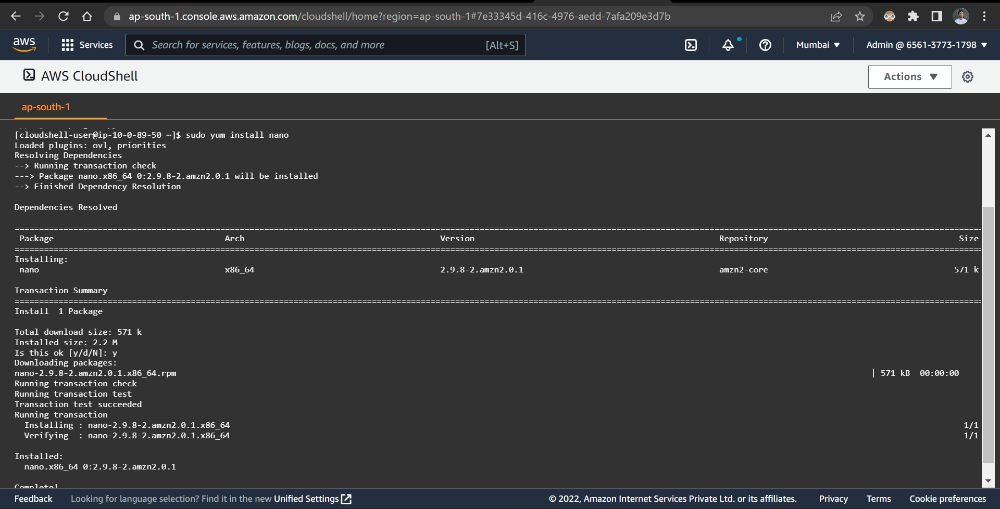 ap-south-1.console.aws.amazon.com/cloudshell/home?region=ap-south-1#7e33345d-416c-4976-aedd-7afa209e3d7b
aws Services Search for services, features, blogs, docs, and more [Alt+S] Mumbai ▼ Admin @ 6561-3773-1798 ▼
AWS CloudShell Actions ▼
ap-south-1
[cloudshell-user@ip-10-0-89-50 ~]$ sudo yum install nano
Loaded plugins: ovl, priorities
Resolving Dependencies
--> Running transaction check
---> Package nano.x86_64 0:2.9.8-2.amzn2.0.1 will be installed
--> Finished Dependency Resolution
Dependencies Resolved
Package Arch Version Repository Size
Installing:
nano x86_64 2.9.8-2.amzn2.0.1 amzn2-core 571 k
Transaction Summary
Install 1 Package
Total download size: 571 k
Installed size: 2.2 M
Is this ok [y/d/N]: y
Downloading packages:
nano-2.9.8-2.amzn2.0.1.x86_64.rpm | 571 kB 00:00:00
Running transaction check
Running transaction test
Transaction test succeeded
Running transaction
Installing : nano-2.9.8-2.amzn2.0.1.x86_64 1/1
Verifying : nano-2.9.8-2.amzn2.0.1.x86_64 1/1
Installed:
nano.x86_64 0:2.9.8-2.amzn2.0.1
Complete!
Feedback Looking for language selection? Find it in the new Unified Settings © 2022, Amazon Internet Services Private Ltd. or its affiliates. Privacy Terms Cookie preferences